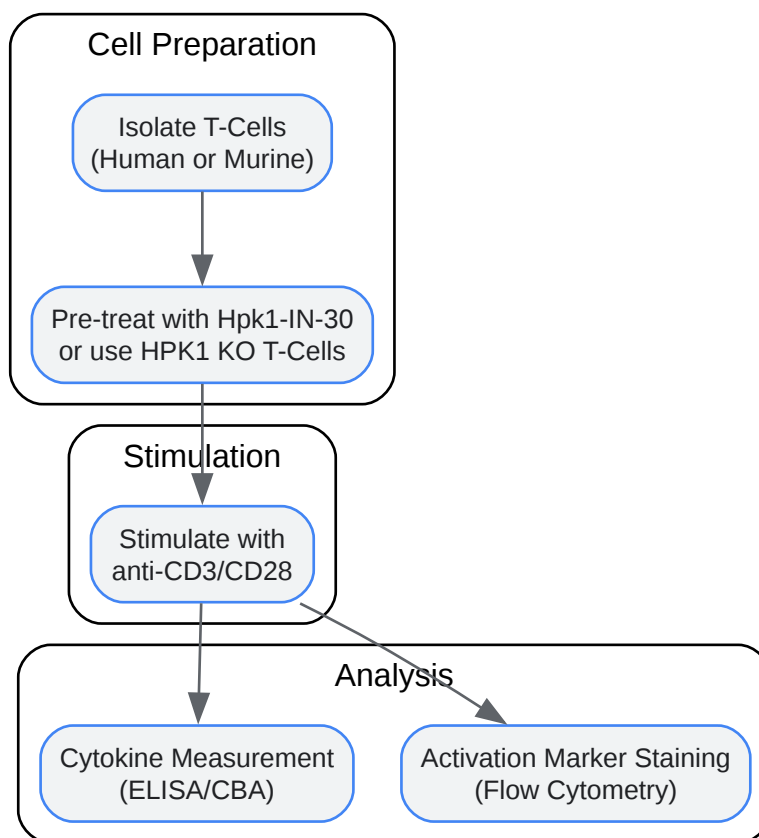 Cell Preparation
Isolate T-Cells
(Human or Murine)
Pre-treat with Hpk1-IN-30
or use HPK1 KO T-Cells
Stimulation
Stimulate with
anti-CD3/CD28
Analysis
Cytokine Measurement
(ELISA/CBA)
Activation Marker Staining
(Flow Cytometry)